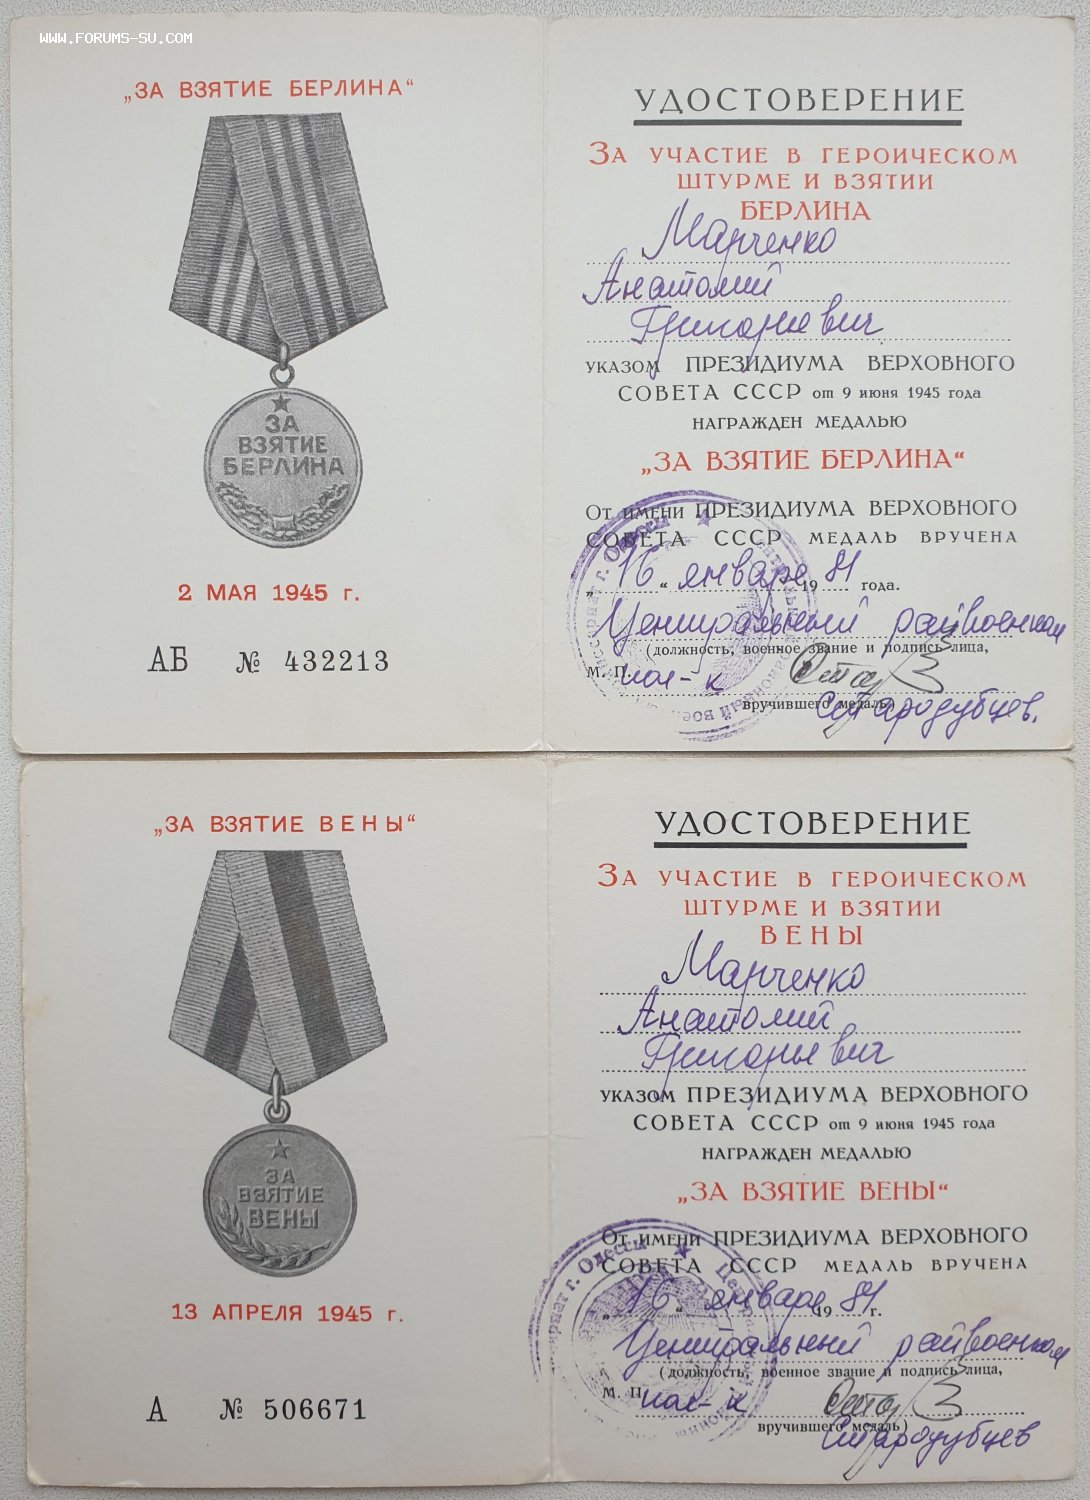 WWW.FORUMS-SU.COM
„ЗА ВЗЯТИЕ БЕРЛИНА“
ЗА
ВЗЯТИЕ
БЕРЛИНА
2 МАЯ 1945 г.
АБ № 432213
УДОСТОВЕРЕНИЕ
ЗА УЧАСТИЕ В ГЕРОИЧЕСКОМ
ШТУРМЕ И ВЗЯТИИ
БЕРЛИНА
Марченко
Анатолий
Григорьевич
УКАЗОМ ПРЕЗИДИУМА ВЕРХОВНОГО
СОВЕТА СССР от 9 июня 1945 года
НАГРАЖДЕН МЕДАЛЬЮ
„ЗА ВЗЯТИЕ БЕРЛИНА“
ОТ ИМЕНИ ПРЕЗИДИУМА ВЕРХОВНОГО
СОВЕТА СССР МЕДАЛЬ ВРУЧЕНА
„16“ января 1981 года.
Центральный райвоенком
(должность, военное звание и подпись лица,
М. П. пол-к
вручившего медаль)
Стародубцев.
г. Одессы
„ЗА ВЗЯТИЕ ВЕНЫ“
ЗА
ВЗЯТИЕ
ВЕНЫ
13 АПРЕЛЯ 1945 г.
А № 506671
УДОСТОВЕРЕНИЕ
ЗА УЧАСТИЕ В ГЕРОИЧЕСКОМ
ШТУРМЕ И ВЗЯТИИ
ВЕНЫ
Марченко
Анатолий
Григорьевич
УКАЗОМ ПРЕЗИДИУМА ВЕРХОВНОГО
СОВЕТА СССР от 9 июня 1945 года
НАГРАЖДЕН МЕДАЛЬЮ
„ЗА ВЗЯТИЕ ВЕНЫ“
ОТ ИМЕНИ ПРЕЗИДИУМА ВЕРХОВНОГО
СОВЕТА СССР МЕДАЛЬ ВРУЧЕНА
„16“ января 1981 г.
Центральный райвоенком
(должность, военное звание и подпись лица,
М. П. пол-к
вручившего медаль)
Стародубцев
г. Одессы